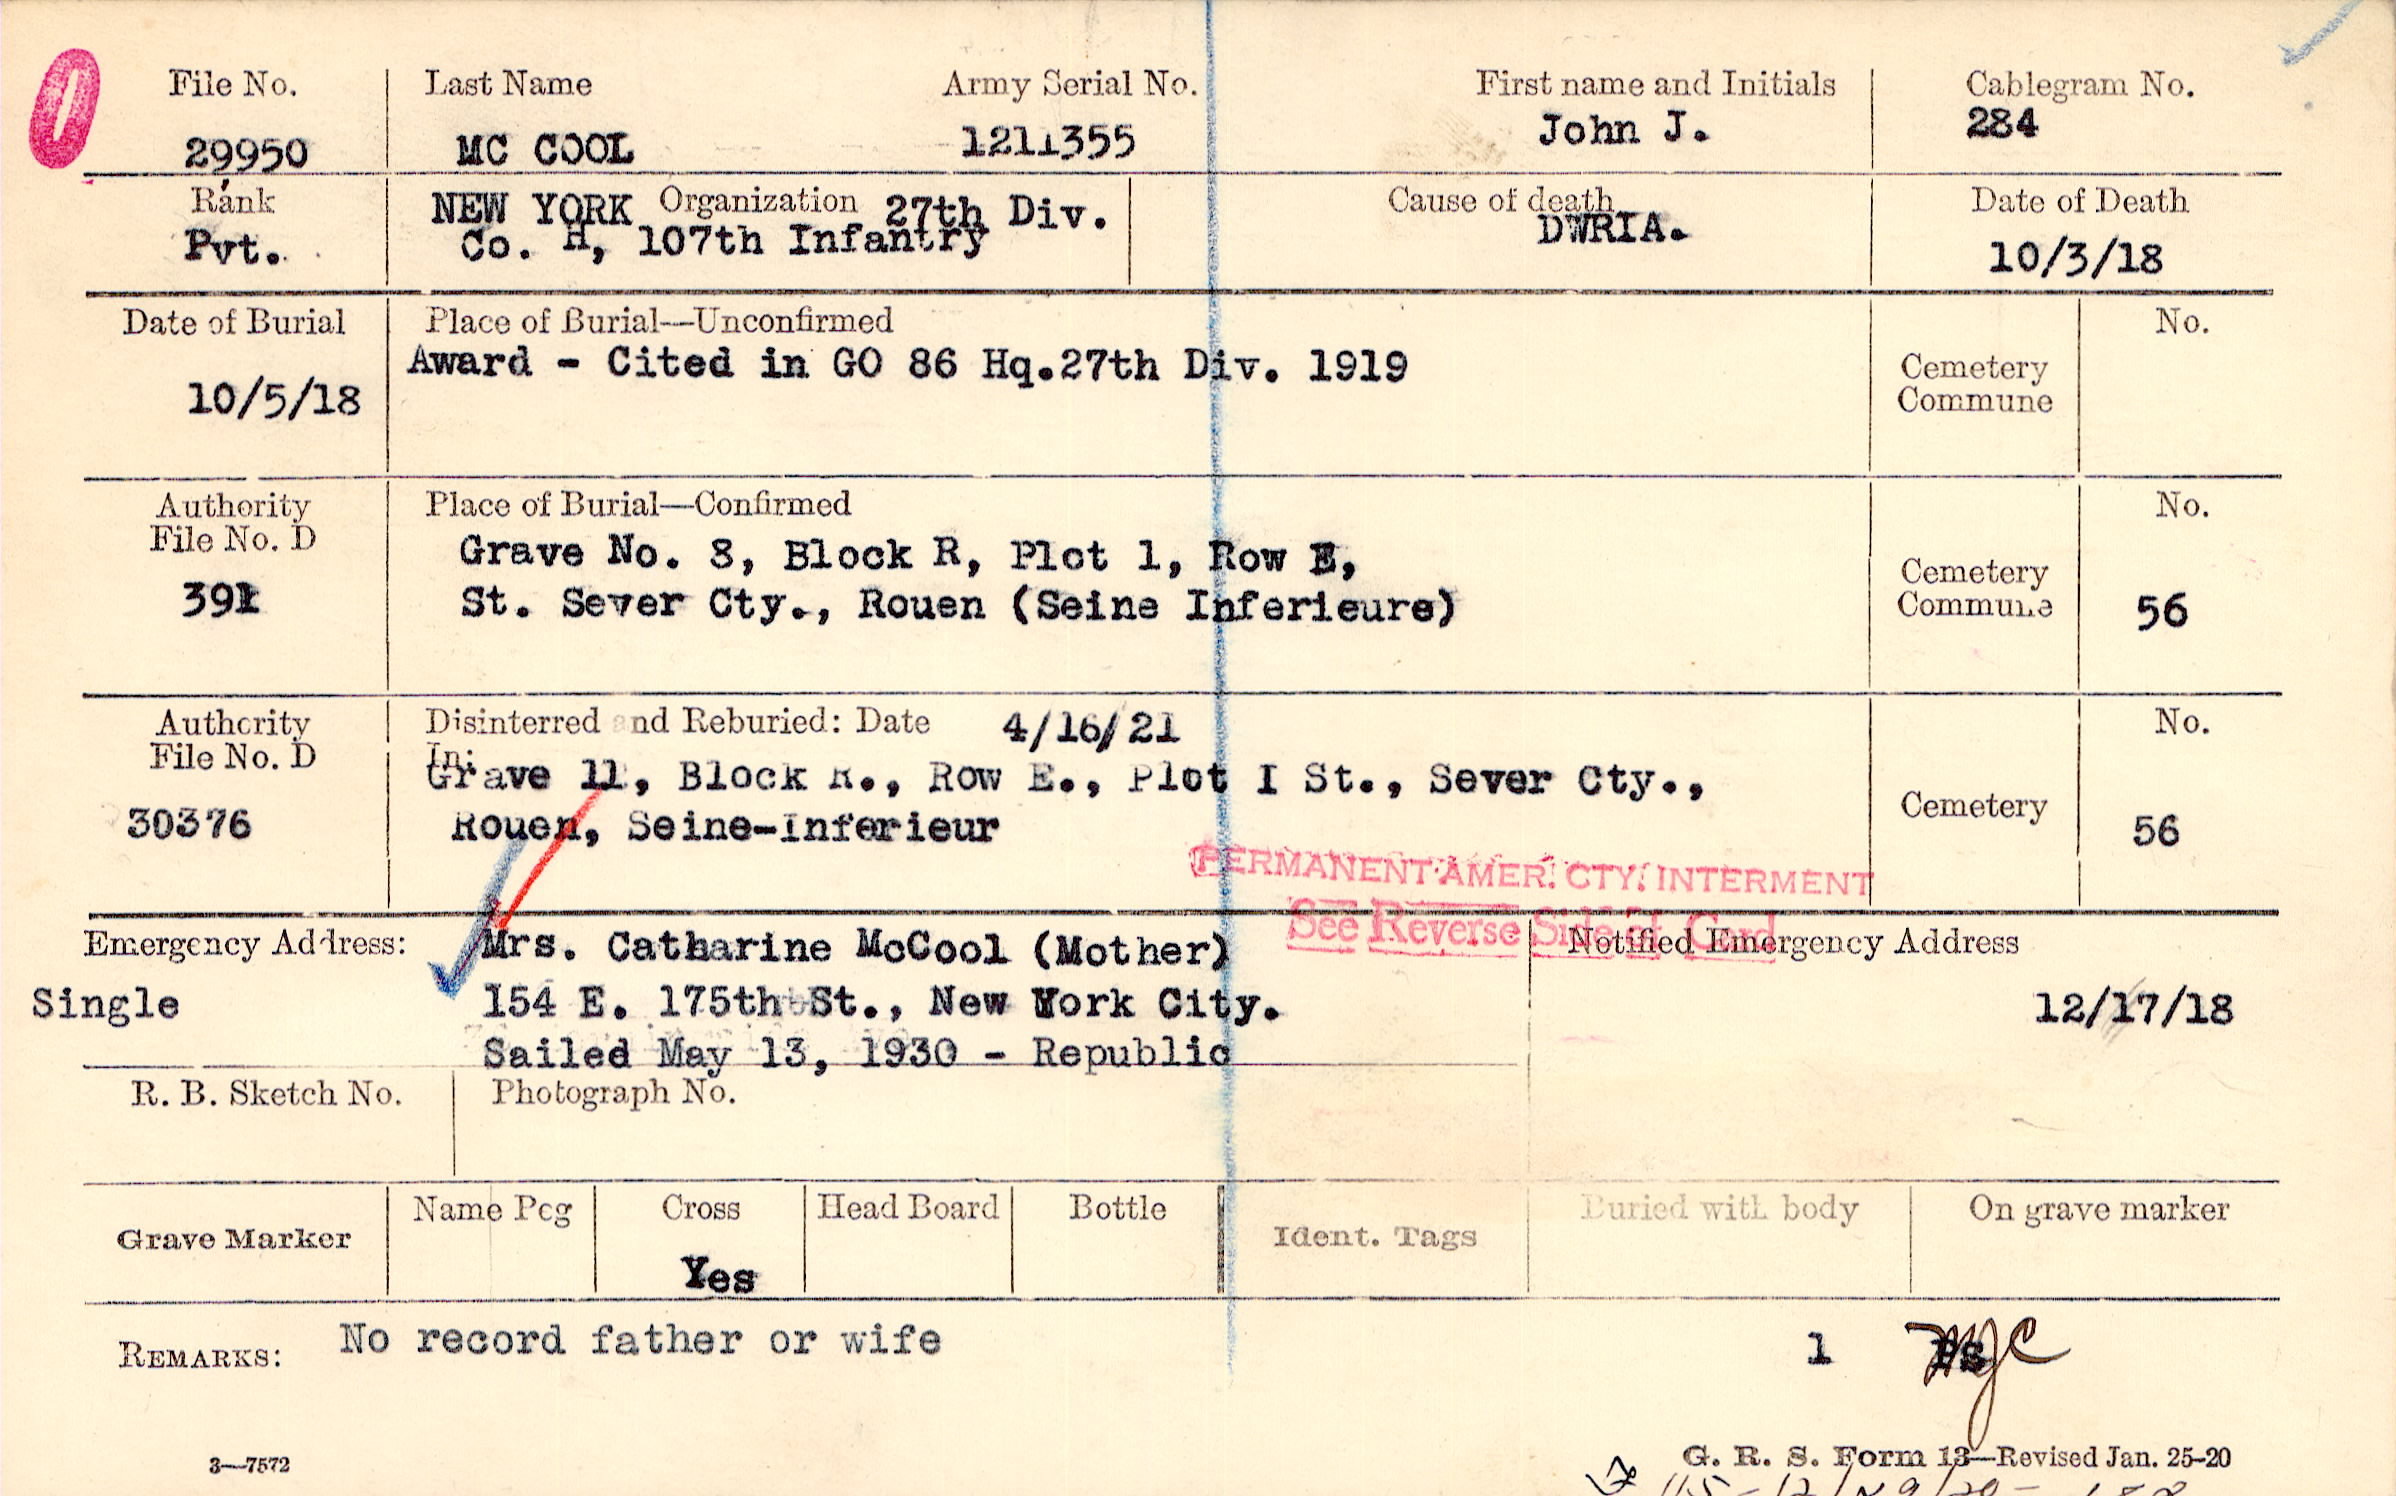 File No. Last Name Army Serial No. First name and Initials Cablegram No.
29950 MC COOL 1211355 John J. 284
Rank NEW YORK Organization 27th Div. Cause of death Date of Death
Pvt. Co. H, 107th Infantry DWRIA. 10/3/18
Date of Burial Place of Burial—Unconfirmed No.
Award - Cited in GO 86 Hq.27th Div. 1919 Cemetery
10/5/18 Commune
Authority Place of Burial—Confirmed No.
File No. D
Grave No. 8, Block R, Plot 1, Row E, Cemetery
391 St. Sever Cty., Rouen (Seine Inferieure) Commune 56
Authority Disinterred and Reburied: Date 4/16/21 No.
File No. D In:
Grave 11, Block R., Row E., Plot I St., Sever Cty., Cemetery
30376 Rouen, Seine-Inferieur 56
PERMANENT AMER. CTY. INTERMENT
See Reverse Side of Card
Emergency Address: Mrs. Catharine McCool (Mother) Notified Emergency Address
Single 154 E. 175th St., New York City. 12/17/18
Sailed May 13, 1930 - Republic
R. B. Sketch No. Photograph No.
Grave Marker Name Peg Cross Head Board Bottle Ident. Tags Buried with body On grave marker
Yes
REMARKS: No record father or wife 1 MJC
3—7572 G. R. S. Form 13—Revised Jan. 25-20